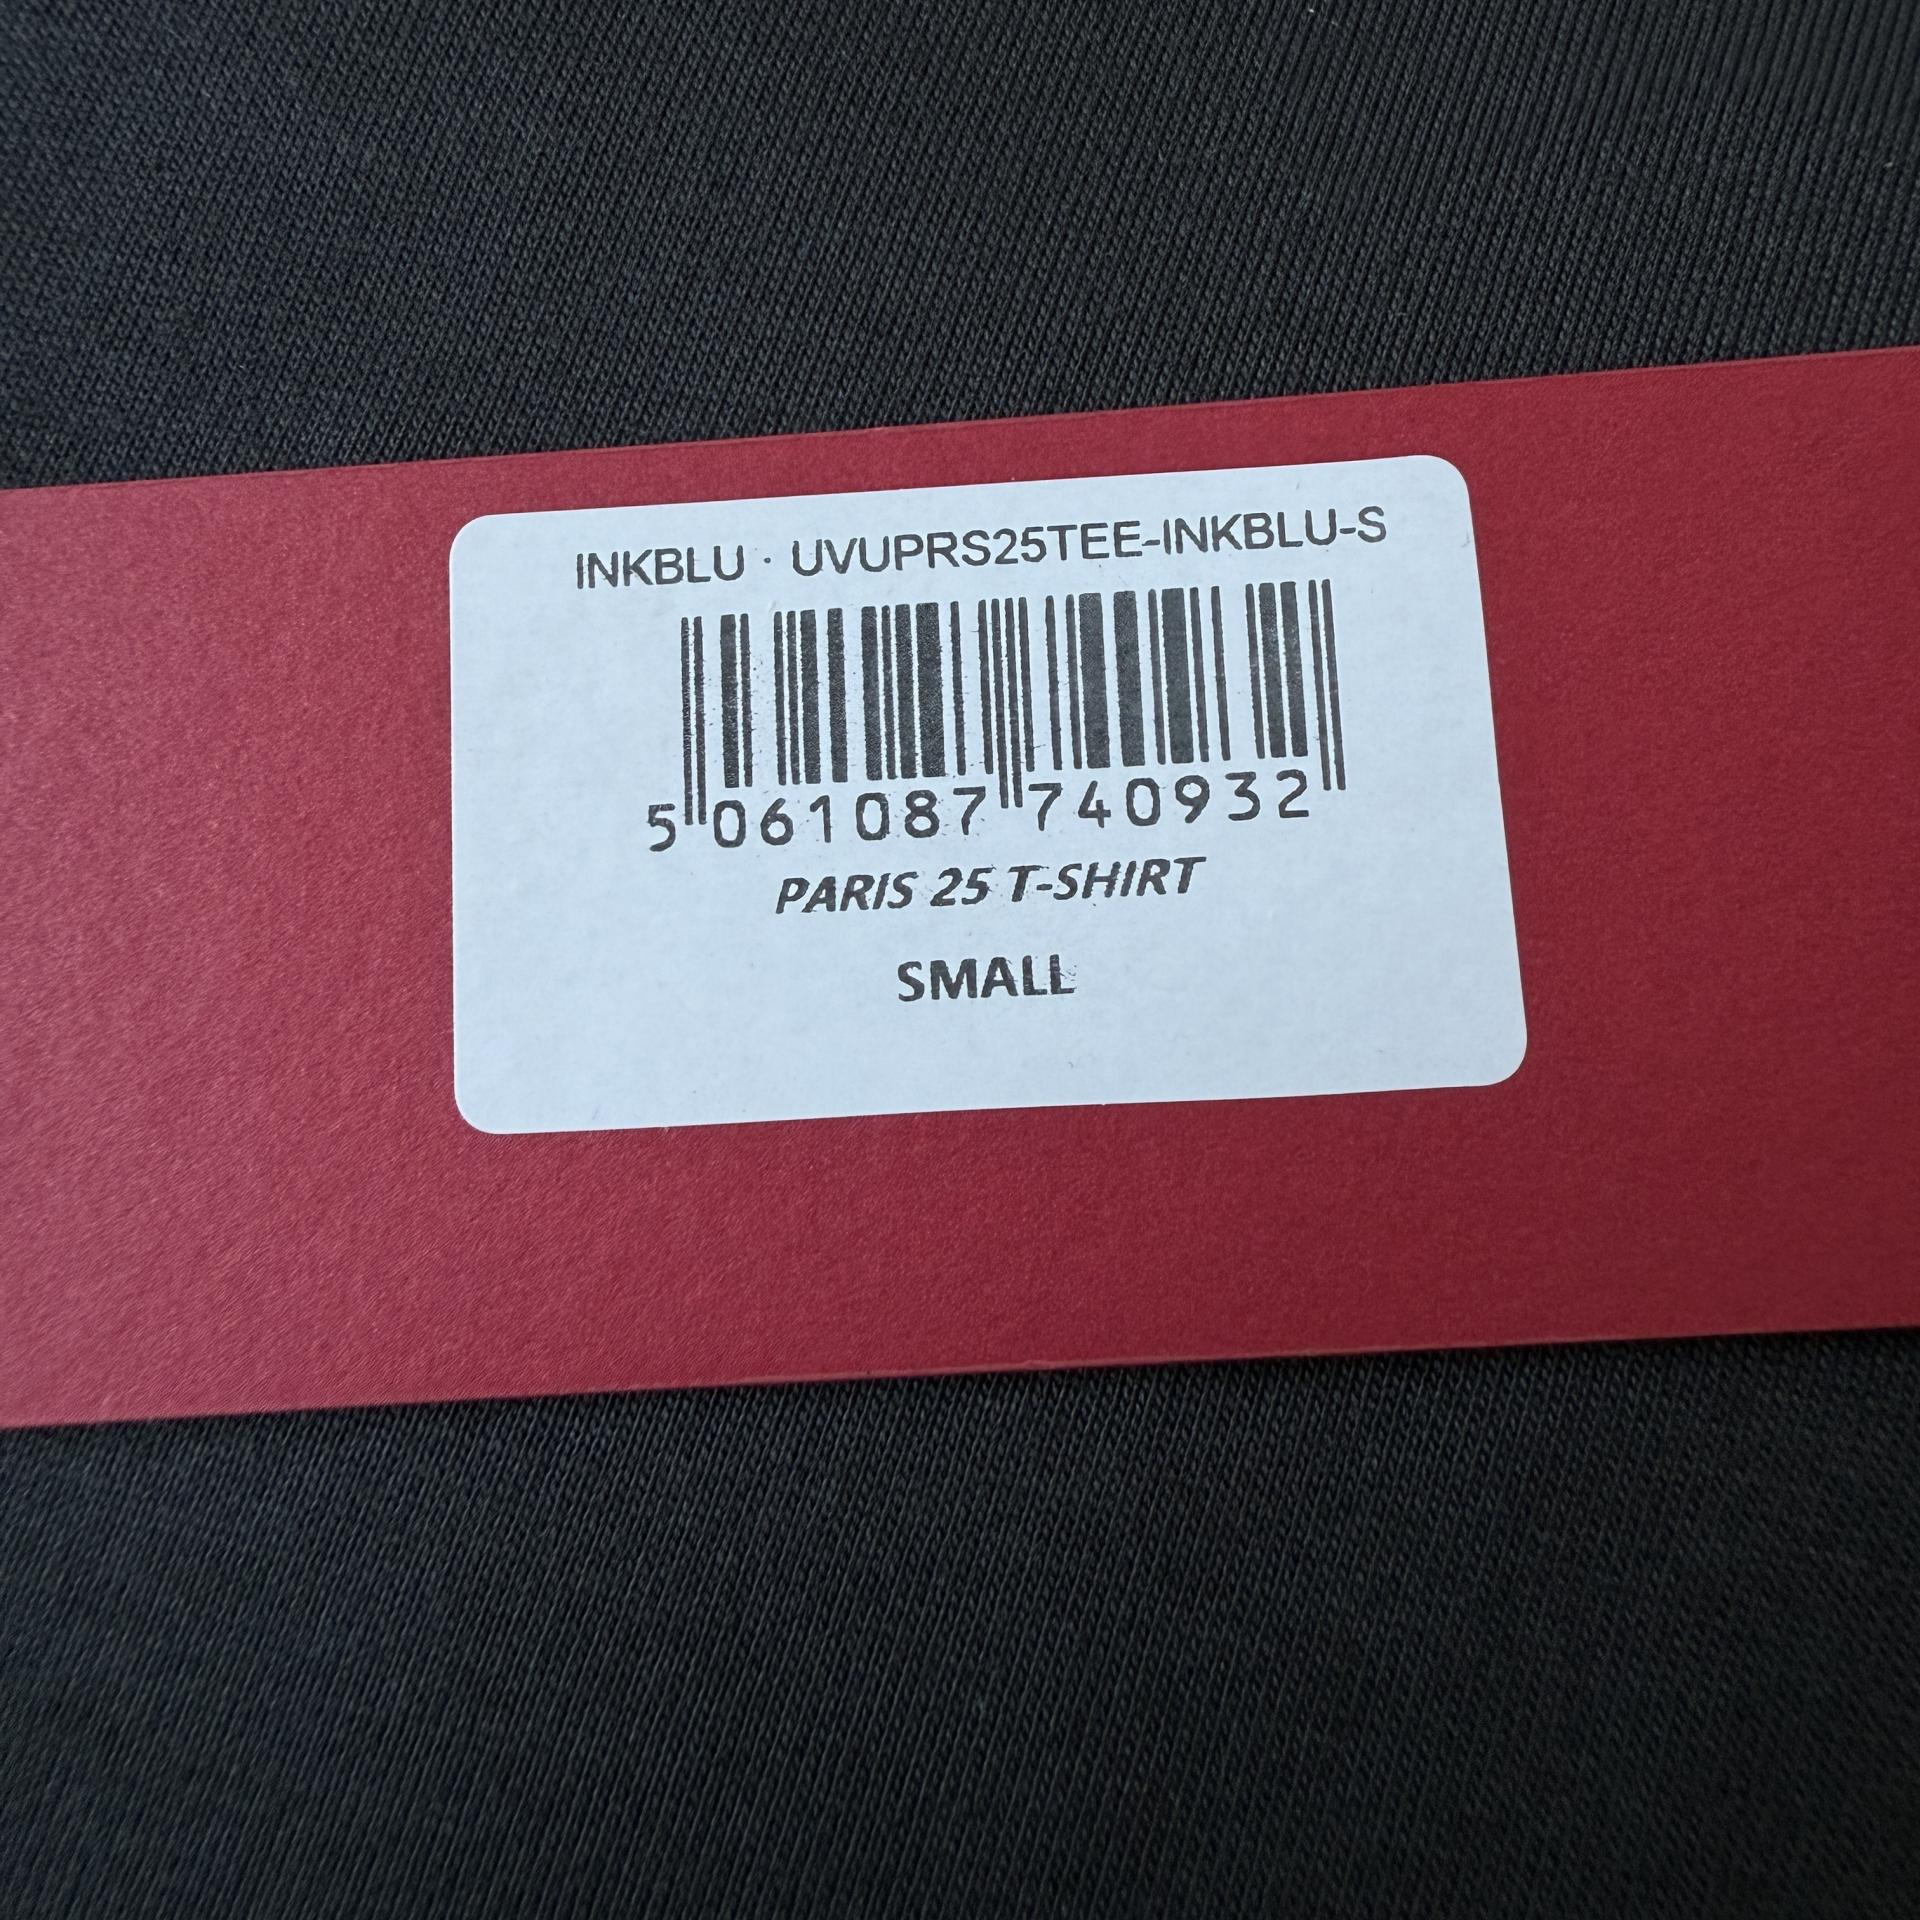 INKBLU · UVUPRS25TEE-INKBLU-S
5 061087 740932
PARIS 25 T-SHIRT
SMALL